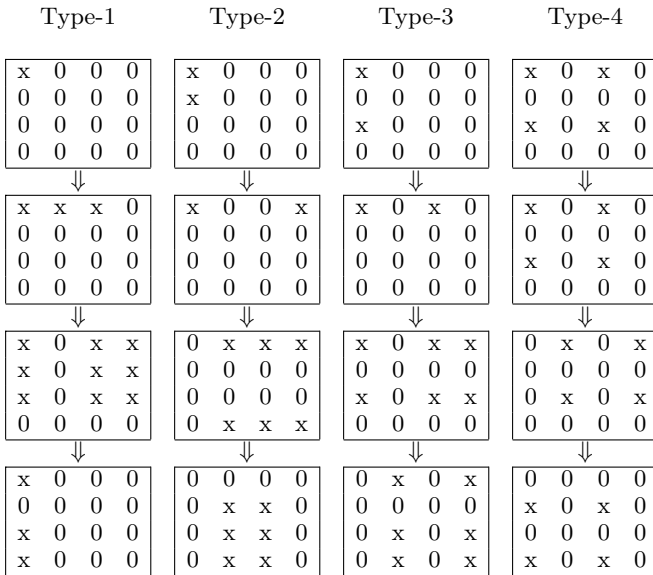 Type-1 Type-2 Type-3 Type-4
x 0 0 0 x 0 0 0 x 0 0 0 x 0 x 0
0 0 0 0 x 0 0 0 0 0 0 0 0 0 0 0
0 0 0 0 0 0 0 0 x 0 0 0 x 0 x 0
0 0 0 0 0 0 0 0 0 0 0 0 0 0 0 0
⇓ ⇓ ⇓ ⇓
x x x 0 x 0 0 x x 0 x 0 x 0 x 0
0 0 0 0 0 0 0 0 0 0 0 0 0 0 0 0
0 0 0 0 0 0 0 0 0 0 0 0 x 0 x 0
0 0 0 0 0 0 0 0 0 0 0 0 0 0 0 0
⇓ ⇓ ⇓ ⇓
x 0 x x 0 x x x x 0 x x 0 x 0 x
x 0 x x 0 0 0 0 0 0 0 0 0 0 0 0
x 0 x x 0 0 0 0 x 0 x x 0 x 0 x
0 0 0 0 0 x x x 0 0 0 0 0 0 0 0
⇓ ⇓ ⇓ ⇓
x 0 0 0 0 0 0 0 0 x 0 x 0 0 0 0
0 0 0 0 0 x x 0 0 0 0 0 x 0 x 0
x 0 0 0 0 x x 0 0 x 0 x 0 0 0 0
x 0 0 0 0 x x 0 0 x 0 x x 0 x 0